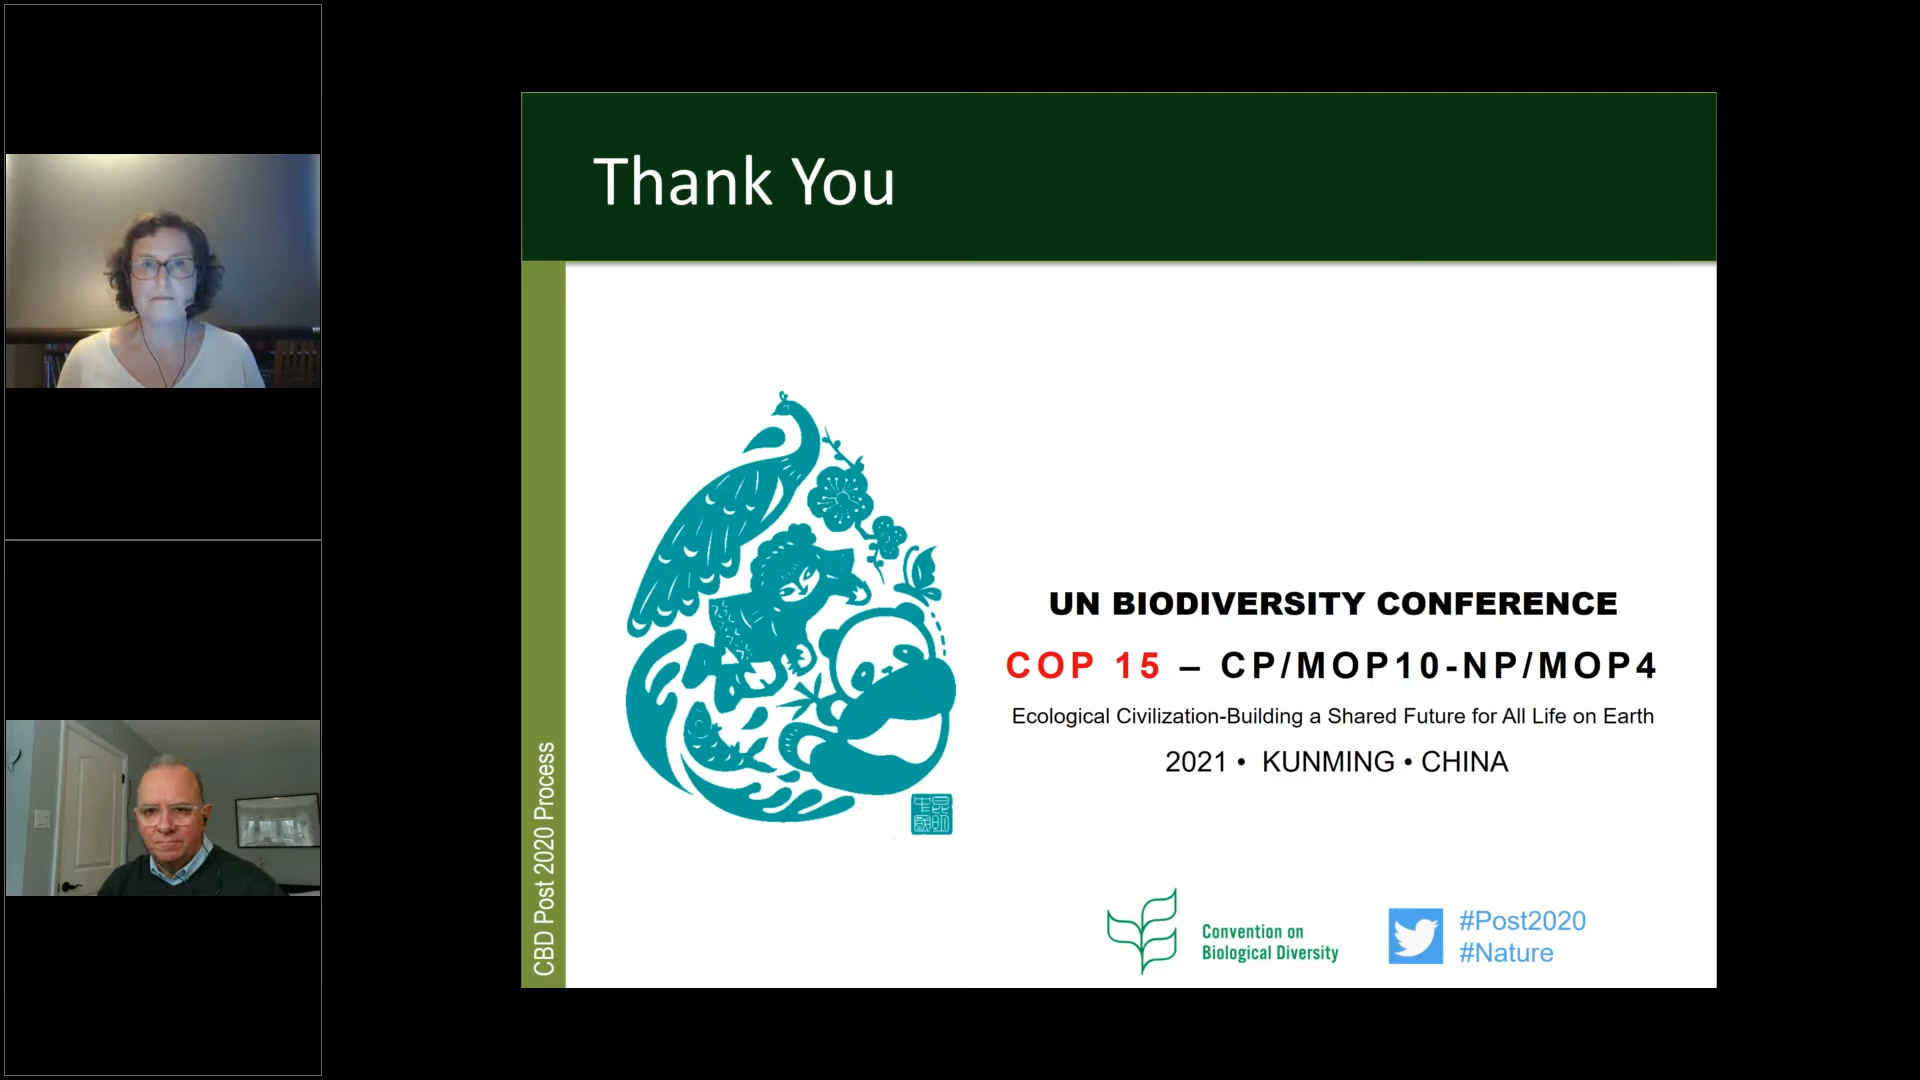 Thank You
UN BIODIVERSITY CONFERENCE
COP 15 – CP/MOP10-NP/MOP4
Ecological Civilization-Building a Shared Future for All Life on Earth
2021 • KUNMING • CHINA
CBD Post 2020 Process
Convention on
Biological Diversity
#Post2020
#Nature